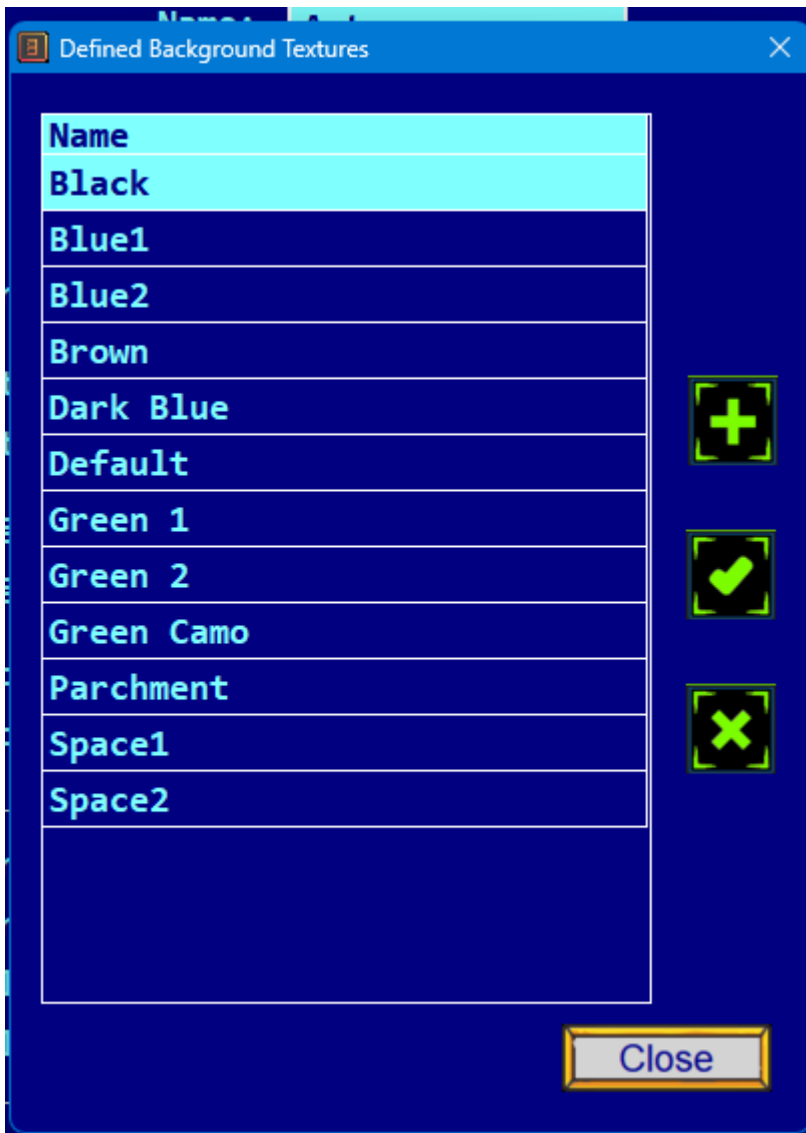 Name:
Defined Background Textures
Name
Black
Blue1
Blue2
Brown
Dark Blue
Default
Green 1
Green 2
Green Camo
Parchment
Space1
Space2
Close